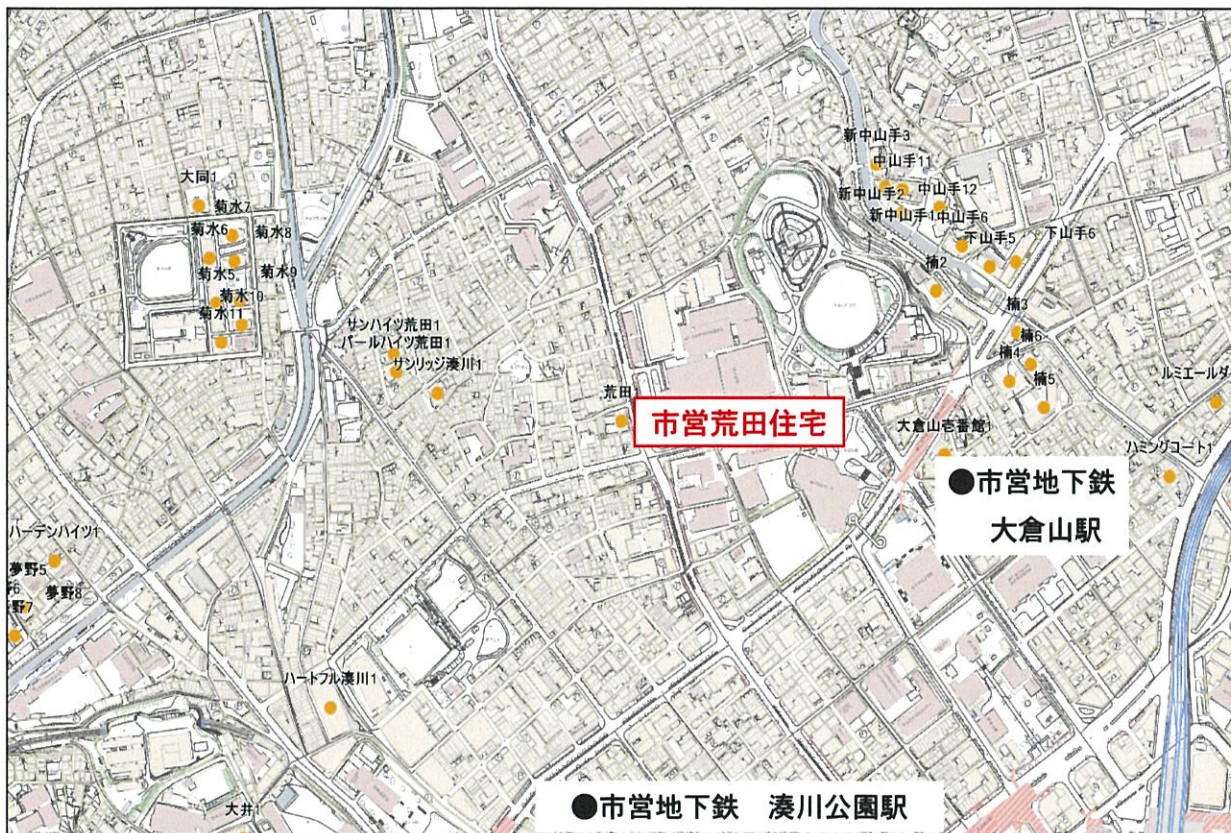 新中山手3
中山手11
大同1
菊水7
新中山手2
中山手12
菊水6
菊水8
新中山手1
中山手6
下山手5
下山手6
楠2
菊水5
菊水9
菊水10
菊水11
楠3
サンハイツ荒田1
パールハイツ荒田1
サンリッジ湊川1
楠6
楠4
楠5
荒田
市営荒田住宅
大倉山壱番館1
ハミングコート1
●市営地下鉄
大倉山駅
ハーデンハイツ1
夢野5
夢野8
ハートフル湊川1
●市営地下鉄 湊川公園駅
大井1